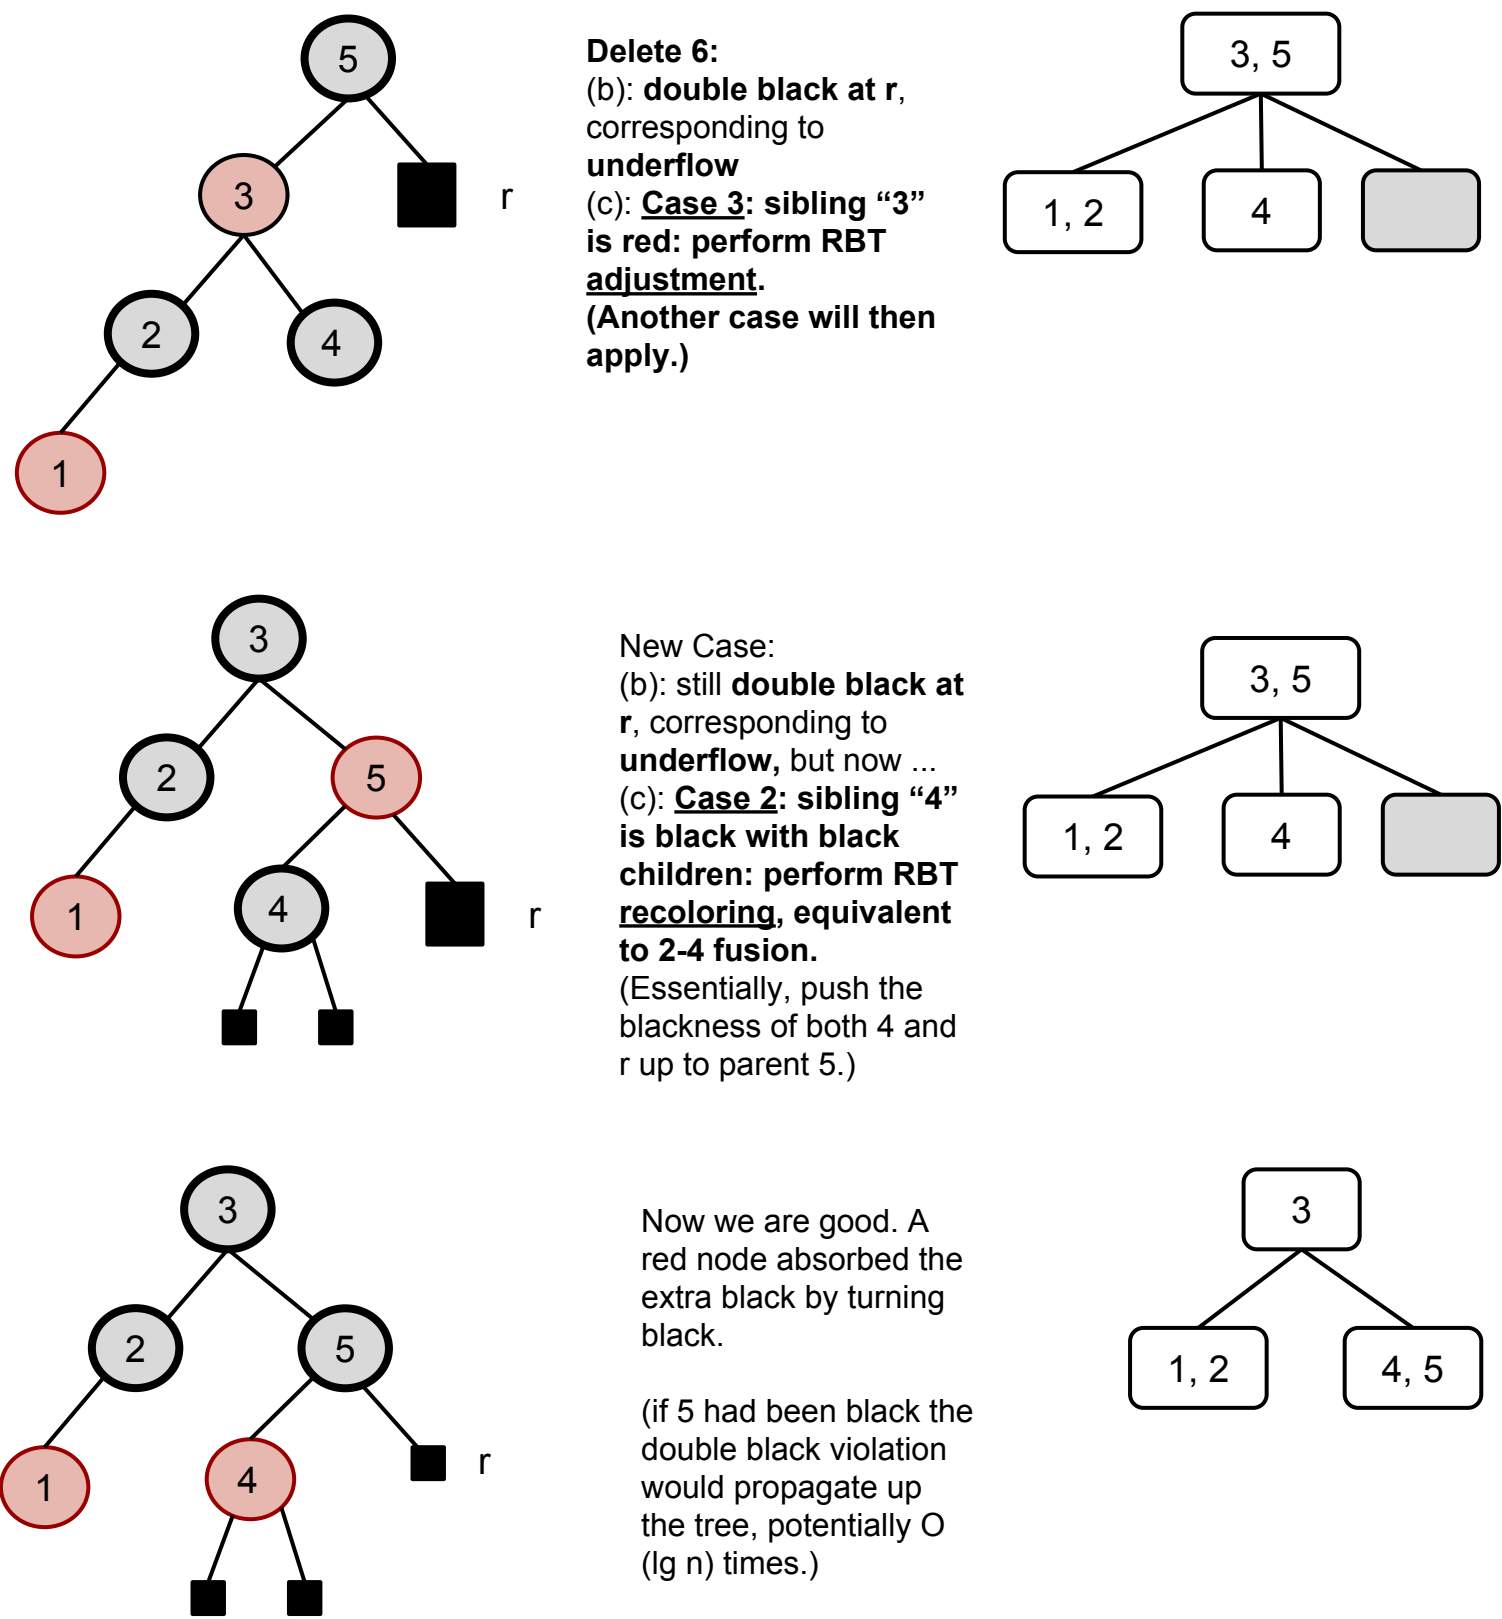 5
3
r
2
4
1
Delete 6:
(b): double black at r,
corresponding to
underflow
(c): Case 3: sibling “3”
is red: perform RBT
adjustment.
(Another case will then
apply.)
3, 5
1, 2
4
3
2
5
1
4
r
New Case:
(b): still double black at
r, corresponding to
underflow, but now ...
(c): Case 2: sibling “4”
is black with black
children: perform RBT
recoloring, equivalent
to 2-4 fusion.
(Essentially, push the
blackness of both 4 and
r up to parent 5.)
3, 5
1, 2
4
3
2
5
1
4
r
Now we are good. A
red node absorbed the
extra black by turning
black.
(if 5 had been black the
double black violation
would propagate up
the tree, potentially O
(lg n) times.)
3
1, 2
4, 5